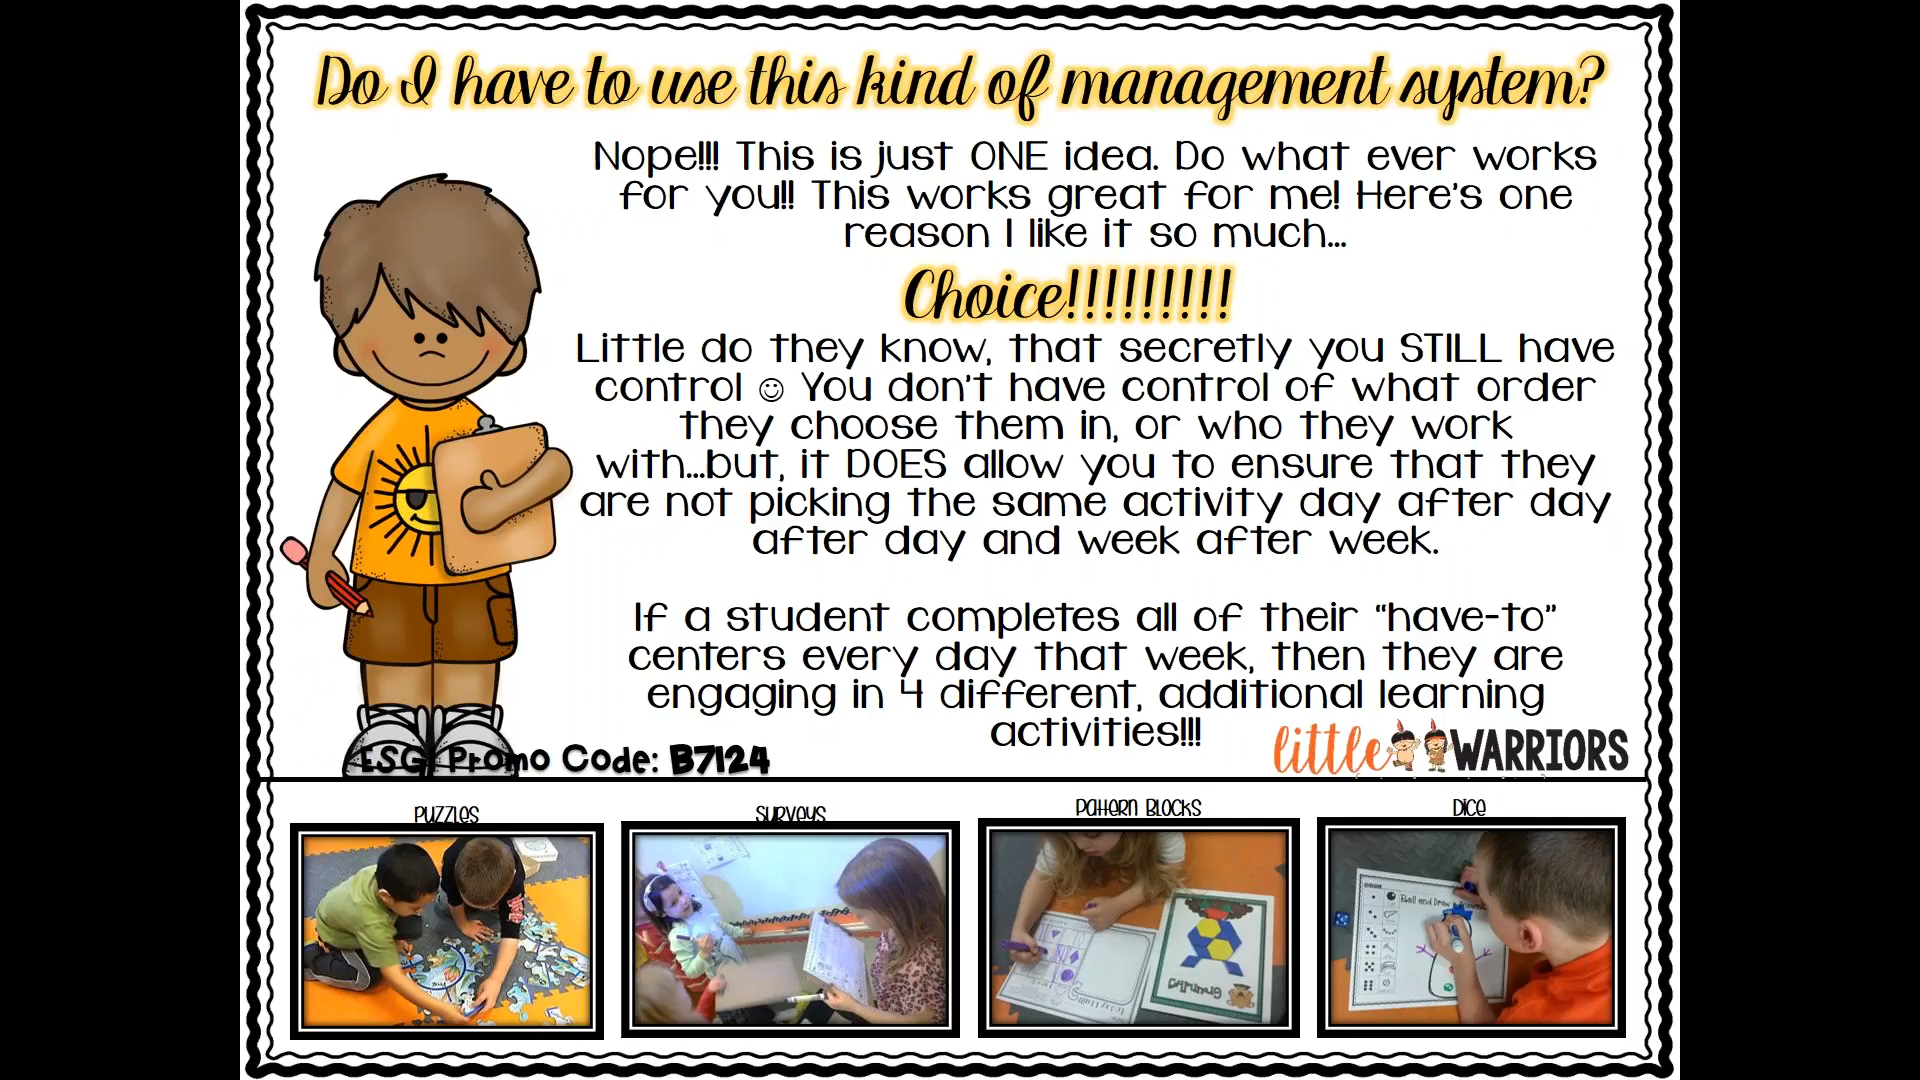 Do I have to use this kind of management system?
Nope!!! This is just ONE idea. Do what ever works
for you!!! This works great for me! Here's one
reason I like it so much...
Choice!!!!!!!!!
Little do they know, that secretly you STILL have
control ☺ You don't have control of what order
they choose them in, or who they work
with...but, it DOES allow you to ensure that they
are not picking the same activity day after day
after day and week after week.
If a student completes all of their "have-to"
centers every day that week, then they are
engaging in 4 different, additional learning
activities!!!
ESGI Promo Code: B7124
little WARRIORS
Puzzles
Surveys
Pattern Blocks
Dice
Roll and Draw